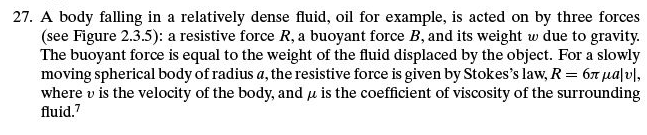 27. A body falling in a relatively dense fluid, oil for example, is acted on by three forces
(see Figure 2.3.5): a resistive force R, a buoyant force B, and its weight w due to gravity.
The buoyant force is equal to the weight of the fluid displaced by the object. For a slowly
moving spherical body of radius a, the resistive force is given by Stokes's law, R = 6πμa|v|,
where v is the velocity of the body, and μ is the coefficient of viscosity of the surrounding
fluid.⁷